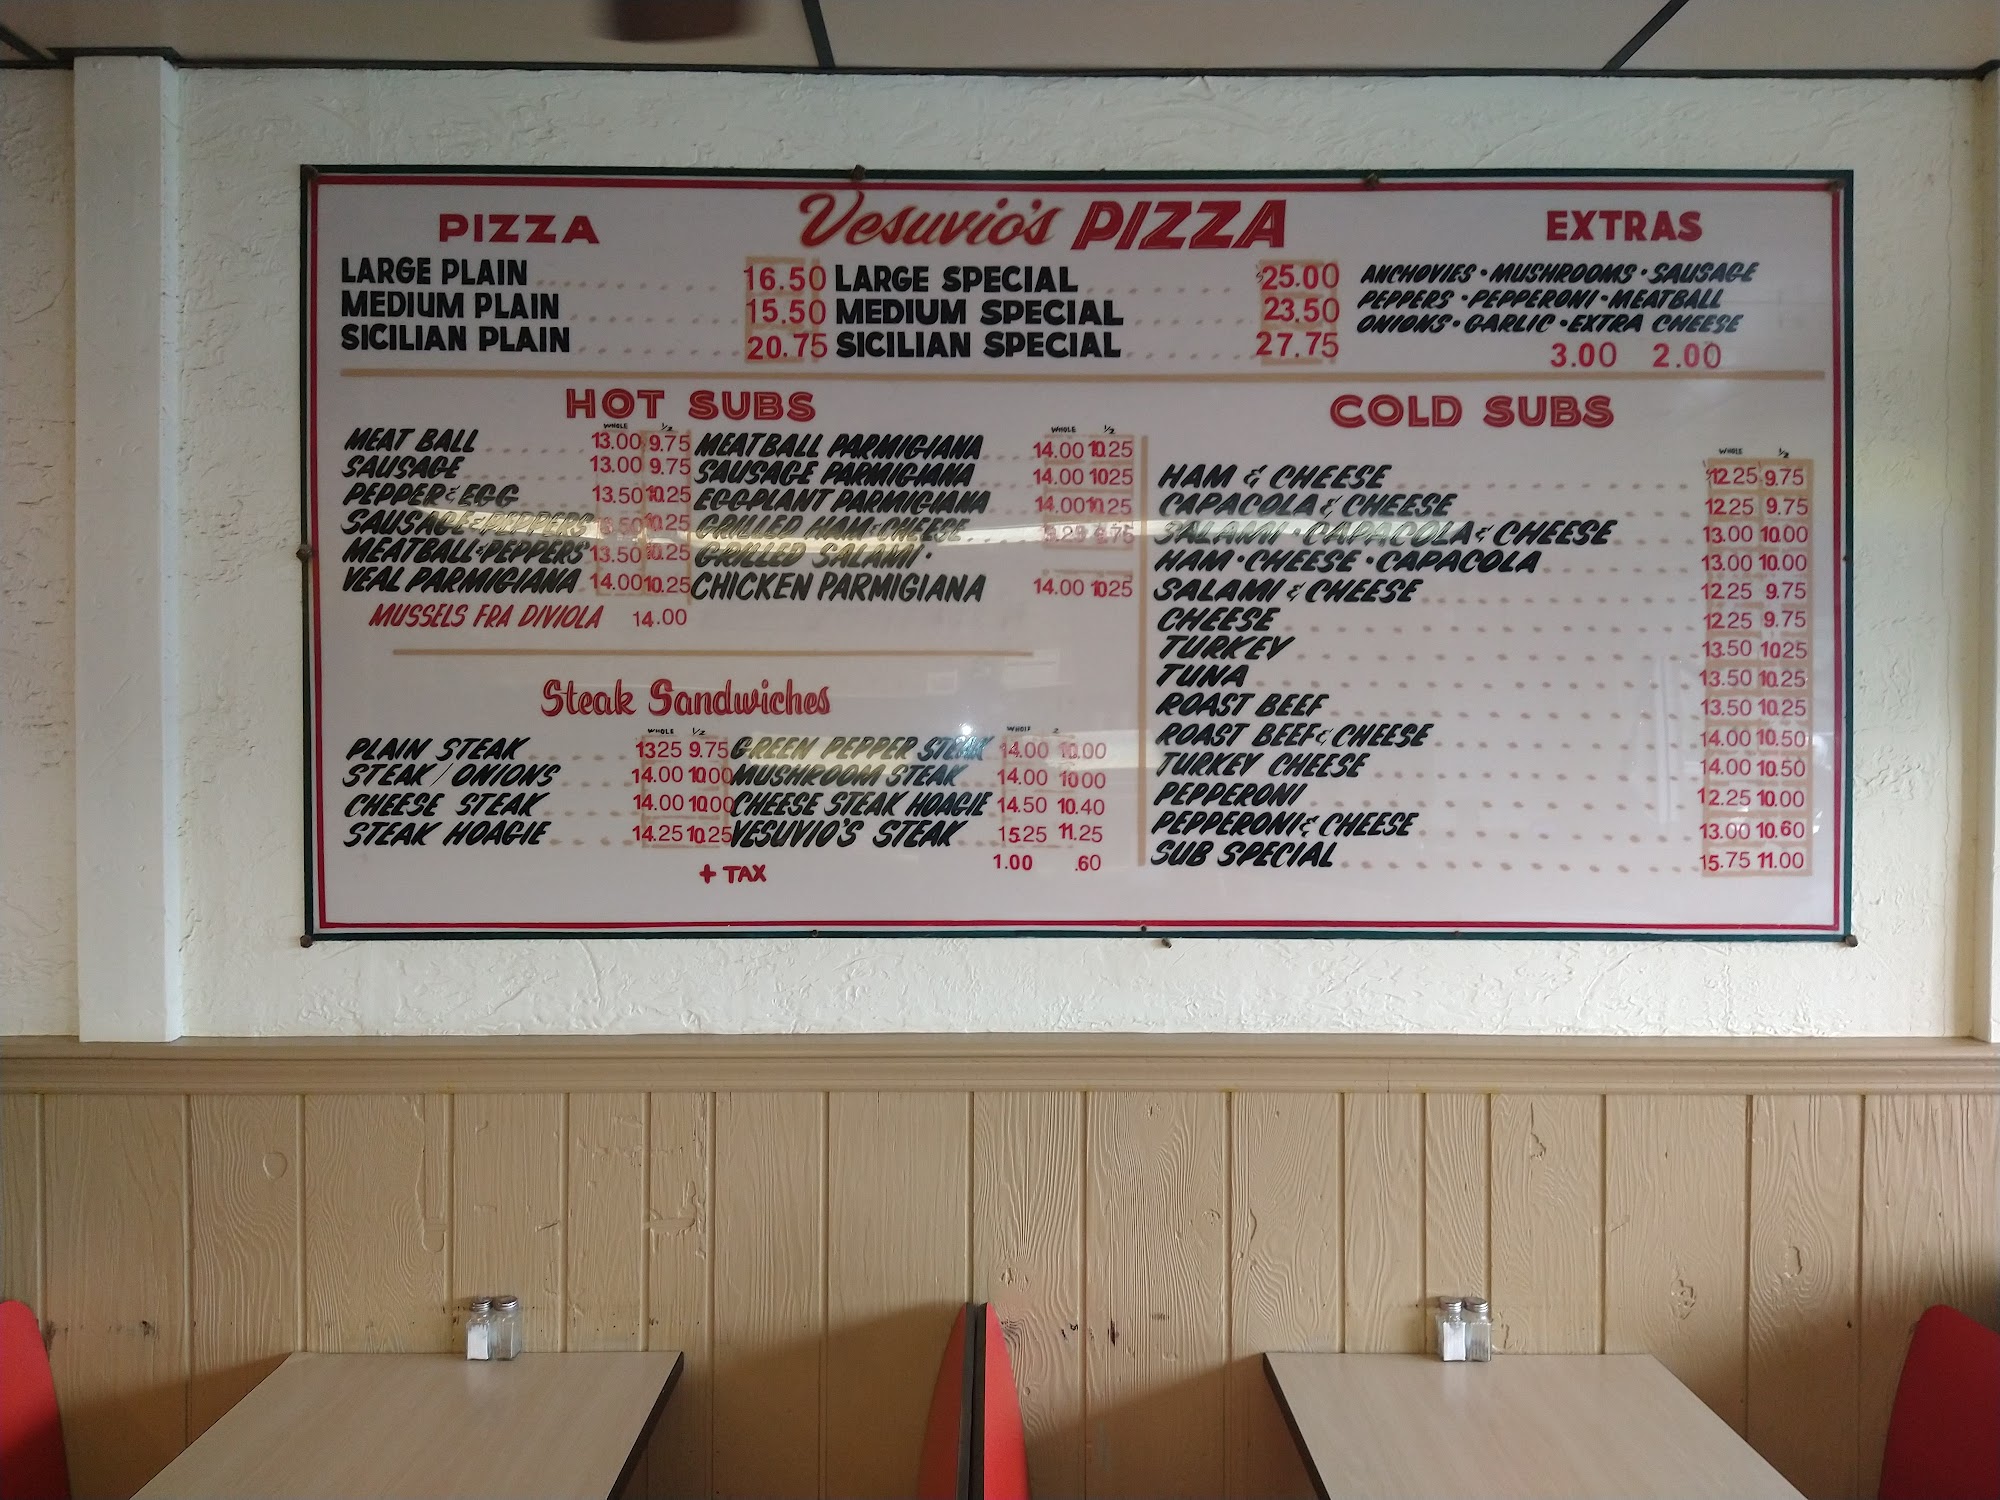 Vesuvio's PIZZA
PIZZA
LARGE PLAIN 16.50
MEDIUM PLAIN 15.50
SICILIAN PLAIN 20.75
LARGE SPECIAL $25.00
MEDIUM SPECIAL 23.50
SICILIAN SPECIAL 27.75
EXTRAS
ANCHOVIES • MUSHROOMS • SAUSAGE
PEPPERS • PEPPERONI • MEATBALL
ONIONS • GARLIC • EXTRA CHEESE
3.00 2.00
HOT SUBS
WHOLE 1/2
MEAT BALL 13.00 9.75
SAUSAGE 13.00 9.75
PEPPER & EGG 13.50 10.25
SAUSAGE & PEPPERS 10.25
MEATBALL & PEPPERS 13.50 10.25
VEAL PARMIGIANA 14.00 10.25
MUSSELS FRA DIVIOLA 14.00
WHOLE 1/2
MEATBALL PARMIGIANA 14.00 10.25
SAUSAGE PARMIGIANA 14.00 1025
EGGPLANT PARMIGIANA 14.00 10.25
GRILLED HAM & CHEESE 9.75
GRILLED SALAMI •
CHICKEN PARMIGIANA 14.00 1025
Steak Sandwiches
WHOLE 1/2
PLAIN STEAK 1325 9.75
STEAK / ONIONS 14.00 10.00
CHEESE STEAK 14.00 10.00
STEAK HOAGIE 14.25 10.25
WHOLE 2
GREEN PEPPER STEAK 14.00 10.00
MUSHROOM STEAK 14.00 1000
CHEESE STEAK HOAGIE 14.50 10.40
VESUVIO'S STEAK 15.25 11.25
1.00 .60
+ TAX
COLD SUBS
WHOLE 1/2
HAM & CHEESE $12.25 9.75
CAPACOLA & CHEESE 12.25 9.75
SALAMI • CAPACOLA & CHEESE 13.00 10.00
HAM • CHEESE • CAPACOLA 13.00 10.00
SALAMI & CHEESE 12.25 9.75
CHEESE 12.25 9.75
TURKEY 13.50 1025
TUNA 13.50 10.25
ROAST BEEF 13.50 10.25
ROAST BEEF & CHEESE 14.00 10.50
TURKEY CHEESE 14.00 10.50
PEPPERONI 12.25 10.00
PEPPERONI & CHEESE 13.00 10.60
SUB SPECIAL 15.75 11.00